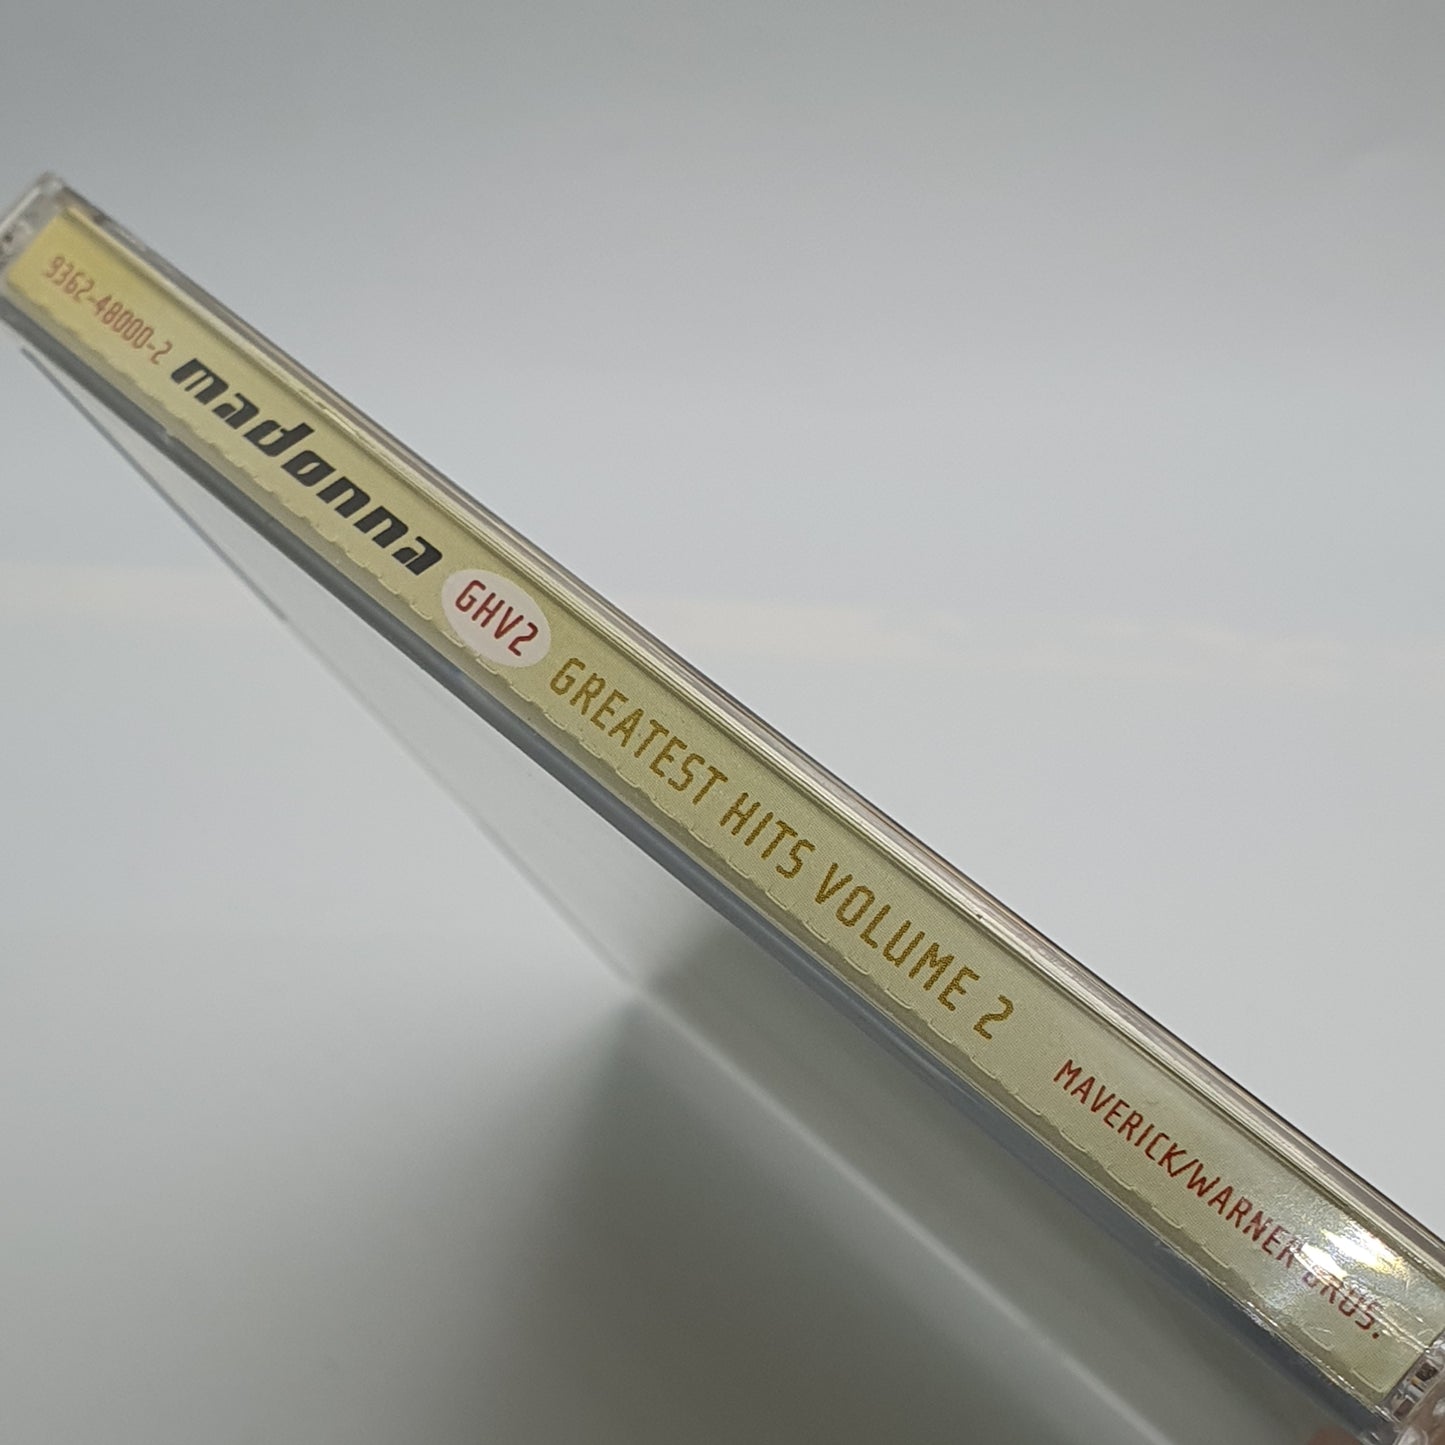 9362-48000-2 madonna GHV2 GREATEST HITS VOLUME 2 MAVERICK/WARNER BROS.